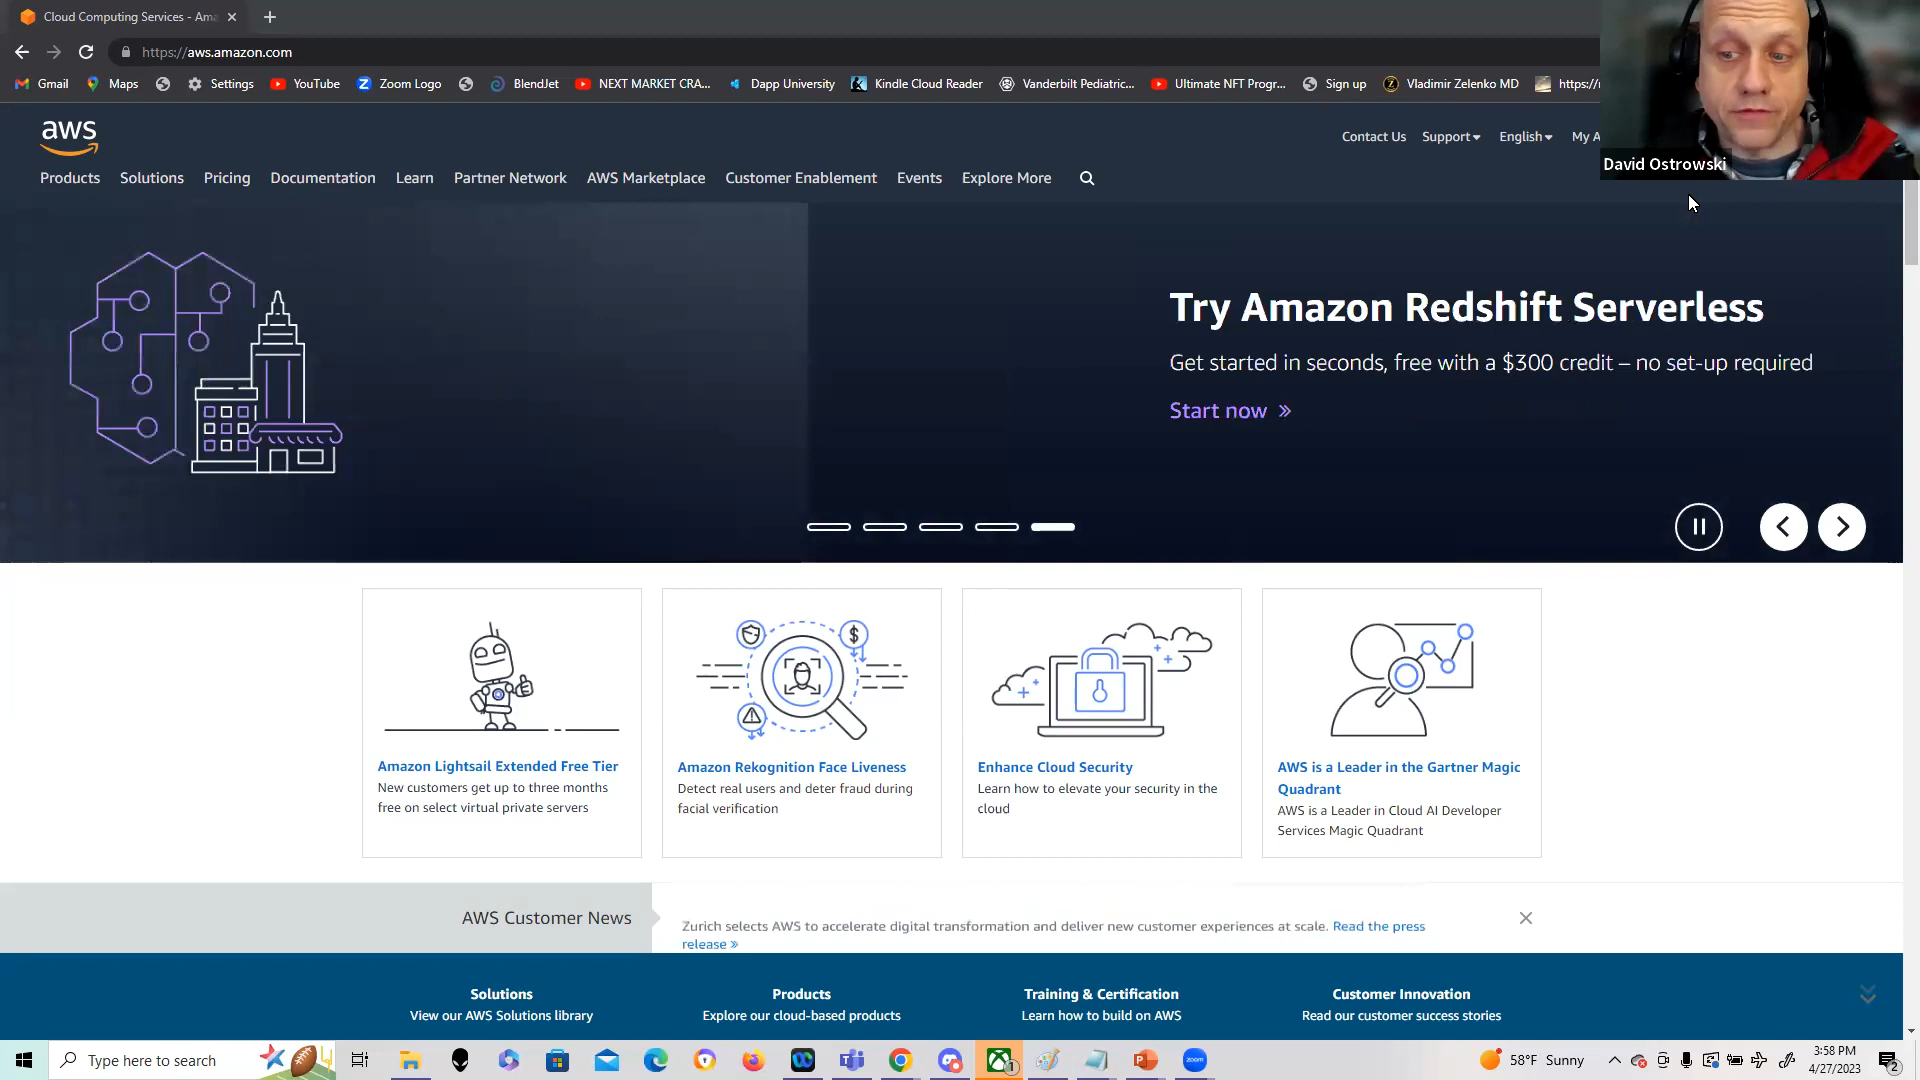 Cloud Computing Services - Ama
https://aws.amazon.com
Gmail
Maps
Settings
YouTube
Zoom Logo
BlendJet
NEXT MARKET CRA...
Dapp University
Kindle Cloud Reader
Vanderbilt Pediatric...
Ultimate NFT Progr...
Sign up
Vladimir Zelenko MD
https://r
David Ostrowski
aws
Contact Us
Support
English
My A
Products
Solutions
Pricing
Documentation
Learn
Partner Network
AWS Marketplace
Customer Enablement
Events
Explore More
Try Amazon Redshift Serverless
Get started in seconds, free with a $300 credit – no set-up required
Start now »
Amazon Lightsail Extended Free Tier
New customers get up to three months
free on select virtual private servers
Amazon Rekognition Face Liveness
Detect real users and deter fraud during
facial verification
Enhance Cloud Security
Learn how to elevate your security in the
cloud
AWS is a Leader in the Gartner Magic
Quadrant
AWS is a Leader in Cloud AI Developer
Services Magic Quadrant
AWS Customer News
Zurich selects AWS to accelerate digital transformation and deliver new customer experiences at scale. Read the press
release »
Solutions
View our AWS Solutions library
Products
Explore our cloud-based products
Training & Certification
Learn how to build on AWS
Customer Innovation
Read our customer success stories
Type here to search
58°F Sunny
3:58 PM
4/27/2023
2